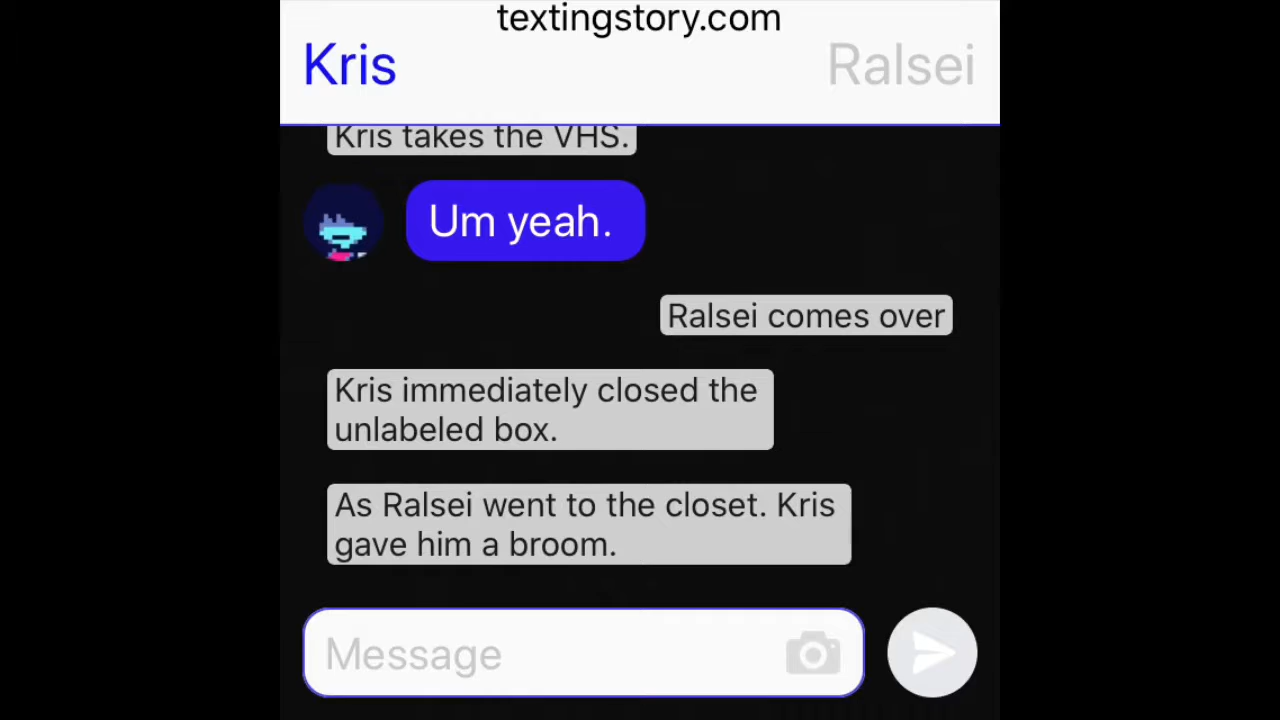 textingstory.com
Kris
Ralsei
Kris takes the VHS.
Um yeah.
Ralsei comes over
Kris immediately closed the
unlabeled box.
As Ralsei went to the closet. Kris
gave him a broom.
Message